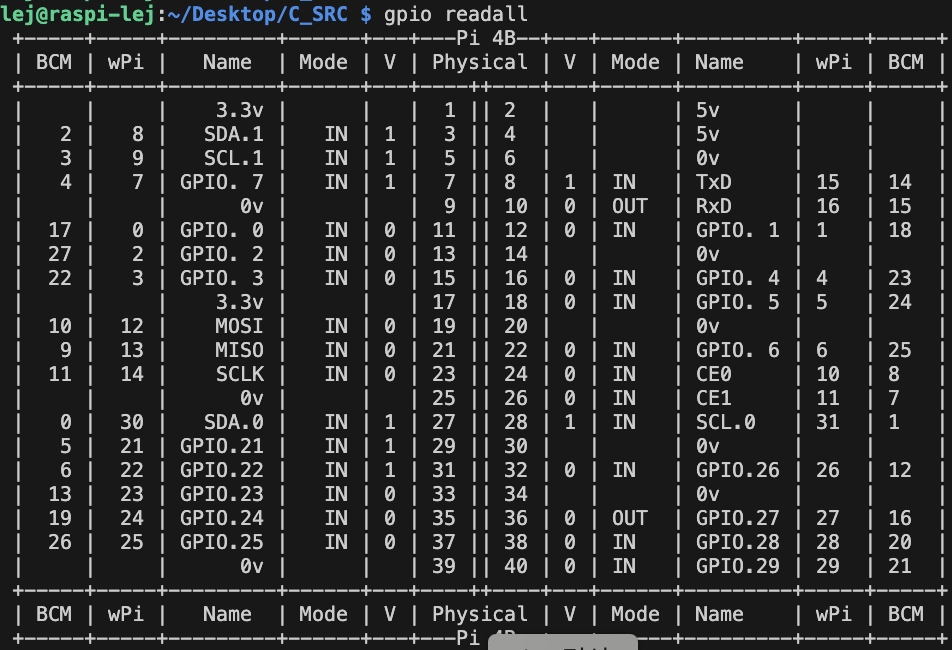 lej@raspi-lej:~/Desktop/C_SRC $ gpio readall
 +-----+-----+---------+------+---+---Pi 4B--+---+------+---------+-----+-----+
 | BCM | wPi |   Name  | Mode | V | Physical | V | Mode | Name    | wPi | BCM |
 +-----+-----+---------+------+---+----++----+---+------+---------+-----+-----+
 |     |     |    3.3v |      |   |  1 || 2  |   |      | 5v      |     |     |
 |   2 |   8 |   SDA.1 |   IN | 1 |  3 || 4  |   |      | 5v      |     |     |
 |   3 |   9 |   SCL.1 |   IN | 1 |  5 || 6  |   |      | 0v      |     |     |
 |   4 |   7 | GPIO. 7 |   IN | 1 |  7 || 8  | 1 | IN   | TxD     | 15  | 14  |
 |     |     |      0v |      |   |  9 || 10 | 0 | OUT  | RxD     | 16  | 15  |
 |  17 |   0 | GPIO. 0 |   IN | 0 | 11 || 12 | 0 | IN   | GPIO. 1 | 1   | 18  |
 |  27 |   2 | GPIO. 2 |   IN | 0 | 13 || 14 |   |      | 0v      |     |     |
 |  22 |   3 | GPIO. 3 |   IN | 0 | 15 || 16 | 0 | IN   | GPIO. 4 | 4   | 23  |
 |     |     |    3.3v |      |   | 17 || 18 | 0 | IN   | GPIO. 5 | 5   | 24  |
 |  10 |  12 |    MOSI |   IN | 0 | 19 || 20 |   |      | 0v      |     |     |
 |   9 |  13 |    MISO |   IN | 0 | 21 || 22 | 0 | IN   | GPIO. 6 | 6   | 25  |
 |  11 |  14 |    SCLK |   IN | 0 | 23 || 24 | 0 | IN   | CE0     | 10  | 8   |
 |     |     |      0v |      |   | 25 || 26 | 0 | IN   | CE1     | 11  | 7   |
 |   0 |  30 |   SDA.0 |   IN | 1 | 27 || 28 | 1 | IN   | SCL.0   | 31  | 1   |
 |   5 |  21 | GPIO.21 |   IN | 1 | 29 || 30 |   |      | 0v      |     |     |
 |   6 |  22 | GPIO.22 |   IN | 1 | 31 || 32 | 0 | IN   | GPIO.26 | 26  | 12  |
 |  13 |  23 | GPIO.23 |   IN | 0 | 33 || 34 |   |      | 0v      |     |     |
 |  19 |  24 | GPIO.24 |   IN | 0 | 35 || 36 | 0 | OUT  | GPIO.27 | 27  | 16  |
 |  26 |  25 | GPIO.25 |   IN | 0 | 37 || 38 | 0 | IN   | GPIO.28 | 28  | 20  |
 |     |     |      0v |      |   | 39 || 40 | 0 | IN   | GPIO.29 | 29  | 21  |
 +-----+-----+---------+------+---+----++----+---+------+---------+-----+-----+
 | BCM | wPi |   Name  | Mode | V | Physical | V | Mode | Name    | wPi | BCM |
 +-----+-----+---------+------+---+---Pi 4B--+---+------+---------+-----+-----+